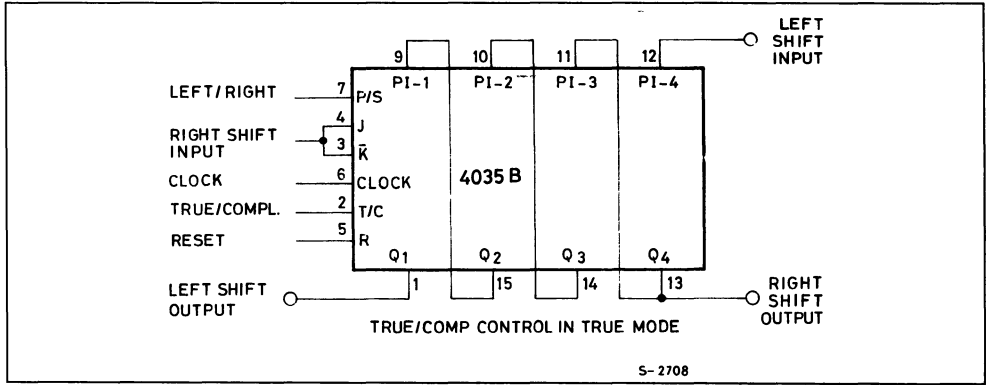 LEFT
SHIFT
INPUT
9 10 11 12
PI-1 PI-2 PI-3 PI-4
LEFT/RIGHT 7 P/S
4 J
RIGHT SHIFT
INPUT 3 K̅
CLOCK 6 CLOCK
4035 B
TRUE/COMPL. 2 T/C
RESET 5 R
Q1 Q2 Q3 Q4
1 15 14 13
LEFT SHIFT
OUTPUT
RIGHT
SHIFT
OUTPUT
TRUE/COMP CONTROL IN TRUE MODE
S-2708